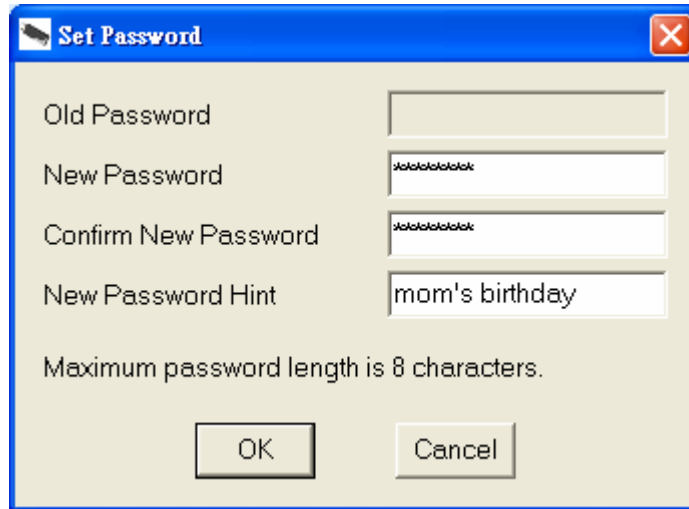 Set Password
Old Password
New Password ********
Confirm New Password ********
New Password Hint mom's birthday
Maximum password length is 8 characters.
OK Cancel